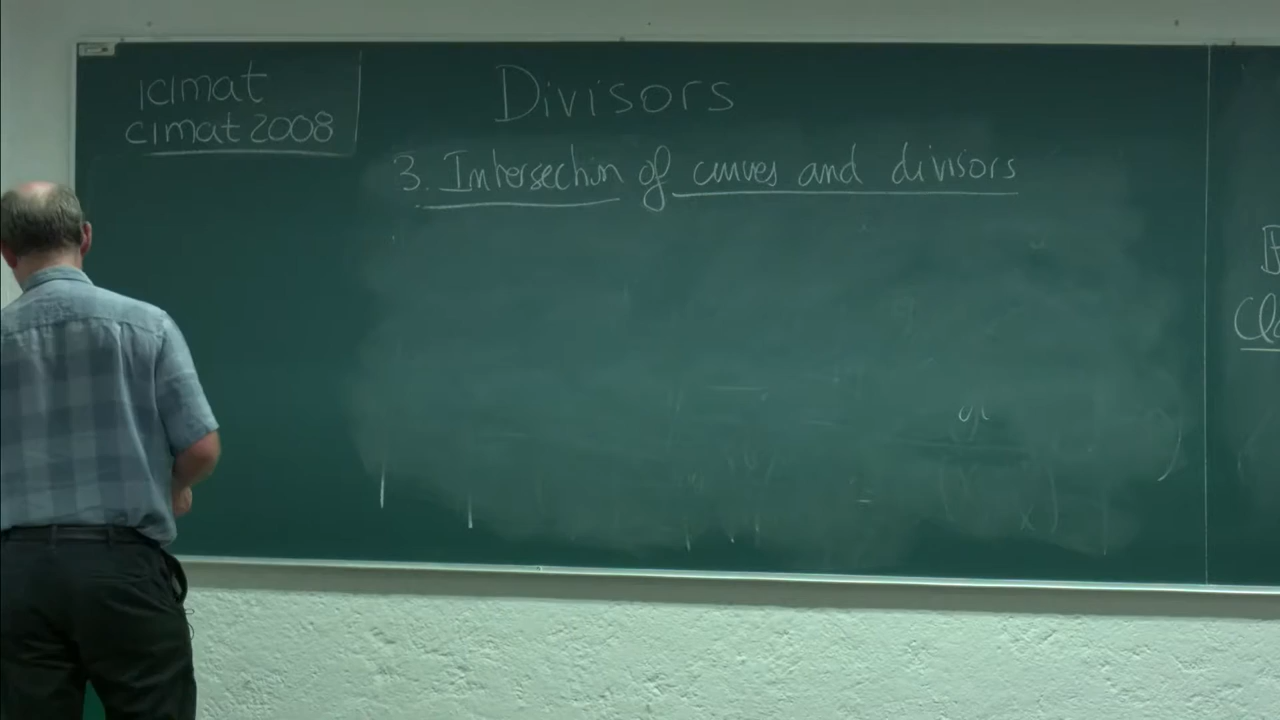 icimat
cimat 2008
Divisors
3. Intersection of curves and divisors